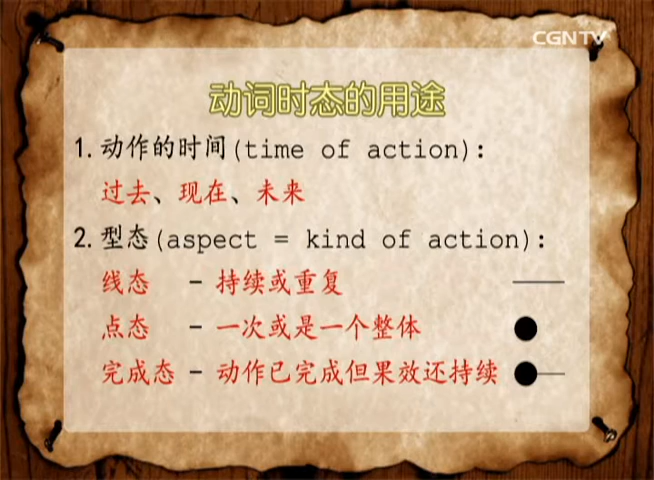 CGNTV
动词时态的用途
1.动作的时间(time of action):
过去、现在、未来
2.型态(aspect = kind of action):
线态 - 持续或重复
点态 - 一次或是一个整体
完成态 - 动作已完成但果效还持续